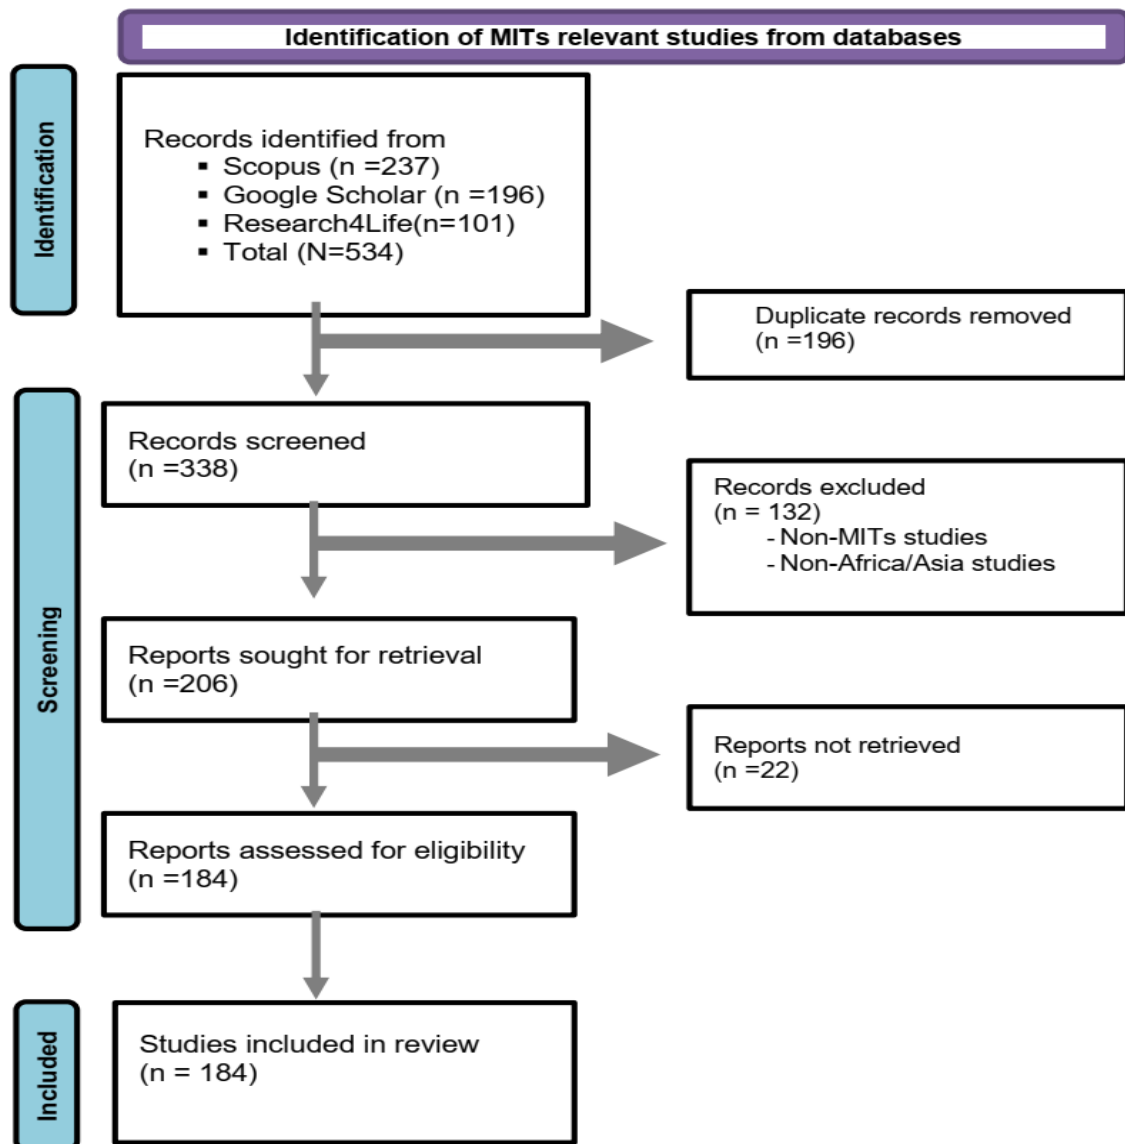 Identification of MITs relevant studies from databases
Identification
Records identified from
▪ Scopus (n =237)
▪ Google Scholar (n =196)
▪ Research4Life(n=101)
▪ Total (N=534)
Duplicate records removed
(n =196)
Screening
Records screened
(n =338)
Records excluded
(n = 132)
- Non-MITs studies
- Non-Africa/Asia studies
Reports sought for retrieval
(n =206)
Reports not retrieved
(n =22)
Reports assessed for eligibility
(n =184)
Included
Studies included in review
(n = 184)